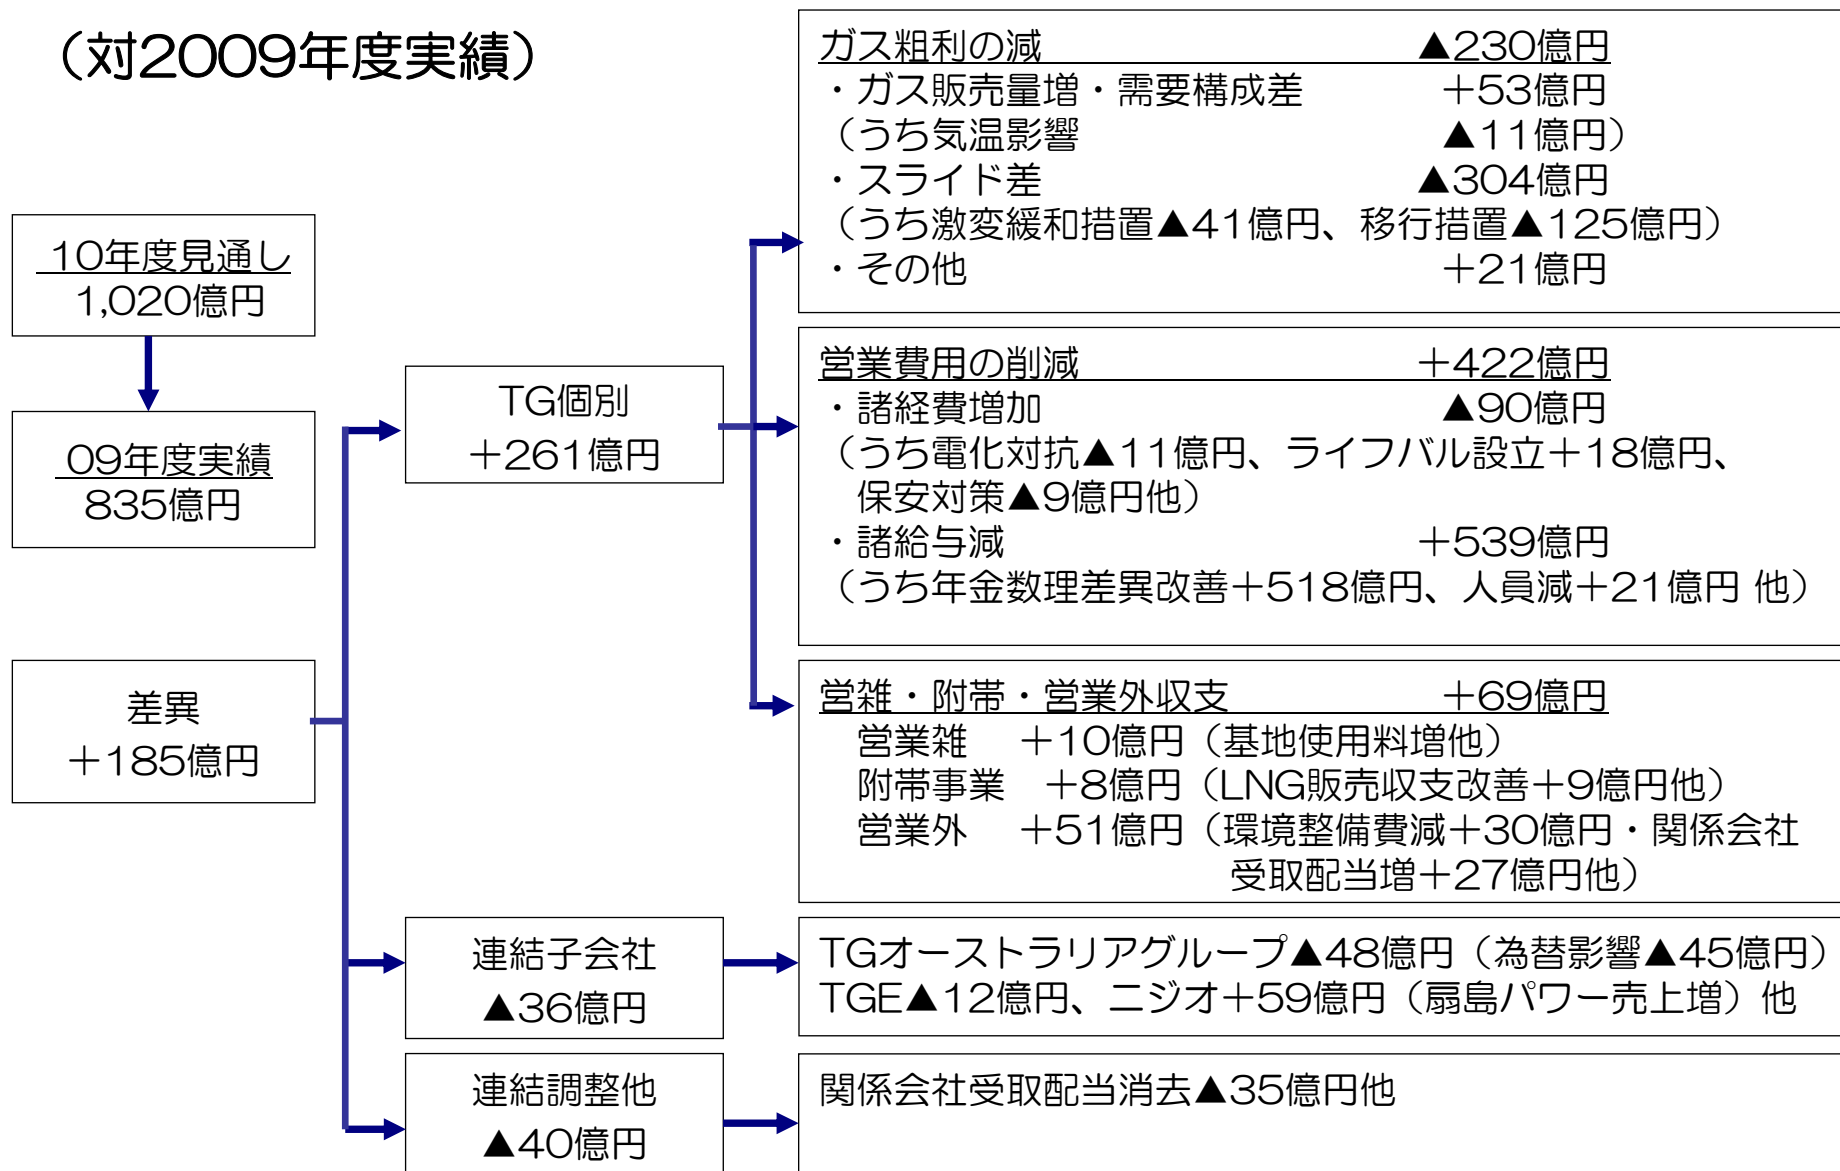 （対2009年度実績）
10年度見通し
1,020億円
09年度実績
835億円
差異
＋185億円
TG個別
＋261億円
連結子会社
▲36億円
連結調整他
▲40億円
ガス粗利の減 ▲230億円
・ガス販売量増・需要構成差 ＋53億円
（うち気温影響 ▲11億円）
・スライド差 ▲304億円
（うち激変緩和措置▲41億円、移行措置▲125億円）
・その他 ＋21億円
営業費用の削減 ＋422億円
・諸経費増加 ▲90億円
（うち電化対抗▲11億円、ライフバル設立＋18億円、
保安対策▲9億円他）
・諸給与減 ＋539億円
（うち年金数理差異改善＋518億円、人員減＋21億円 他）
営雑・附帯・営業外収支 ＋69億円
営業雑 ＋10億円（基地使用料増他）
附帯事業 ＋8億円（LNG販売収支改善＋9億円他）
営業外 ＋51億円（環境整備費減＋30億円・関係会社
受取配当増＋27億円他）
TGオーストラリアグループ▲48億円（為替影響▲45億円）
TGE▲12億円、ニジオ＋59億円（扇島パワー売上増）他
関係会社受取配当消去▲35億円他